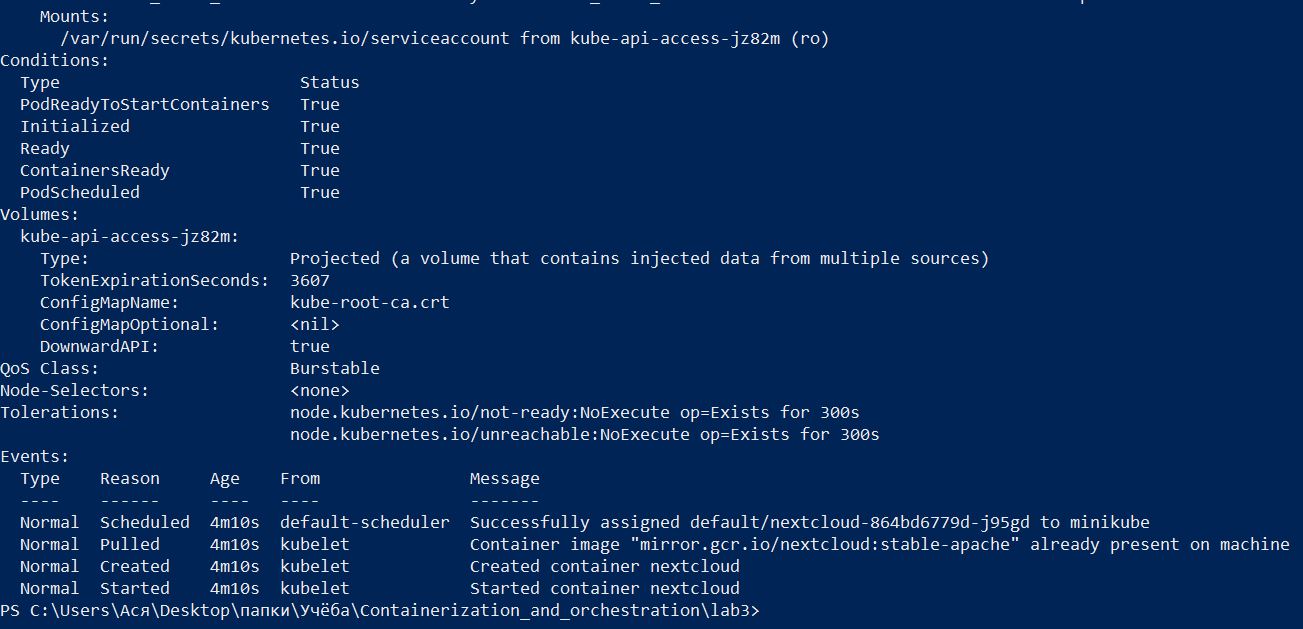 Mounts:
/var/run/secrets/kubernetes.io/serviceaccount from kube-api-access-jz82m (ro)
Conditions:
Type Status
PodReadyToStartContainers True
Initialized True
Ready True
ContainersReady True
PodScheduled True
Volumes:
kube-api-access-jz82m:
Type: Projected (a volume that contains injected data from multiple sources)
TokenExpirationSeconds: 3607
ConfigMapName: kube-root-ca.crt
ConfigMapOptional: <nil>
DownwardAPI: true
QoS Class: Burstable
Node-Selectors: <none>
Tolerations: node.kubernetes.io/not-ready:NoExecute op=Exists for 300s
node.kubernetes.io/unreachable:NoExecute op=Exists for 300s
Events:
Type Reason Age From Message
---- ------ ---- ---- -------
Normal Scheduled 4m10s default-scheduler Successfully assigned default/nextcloud-864bd6779d-j95gd to minikube
Normal Pulled 4m10s kubelet Container image "mirror.gcr.io/nextcloud:stable-apache" already present on machine
Normal Created 4m10s kubelet Created container nextcloud
Normal Started 4m10s kubelet Started container nextcloud
PS C:\Users\Ася\Desktop\папки\Учёба\Containerization_and_orchestration\lab3>